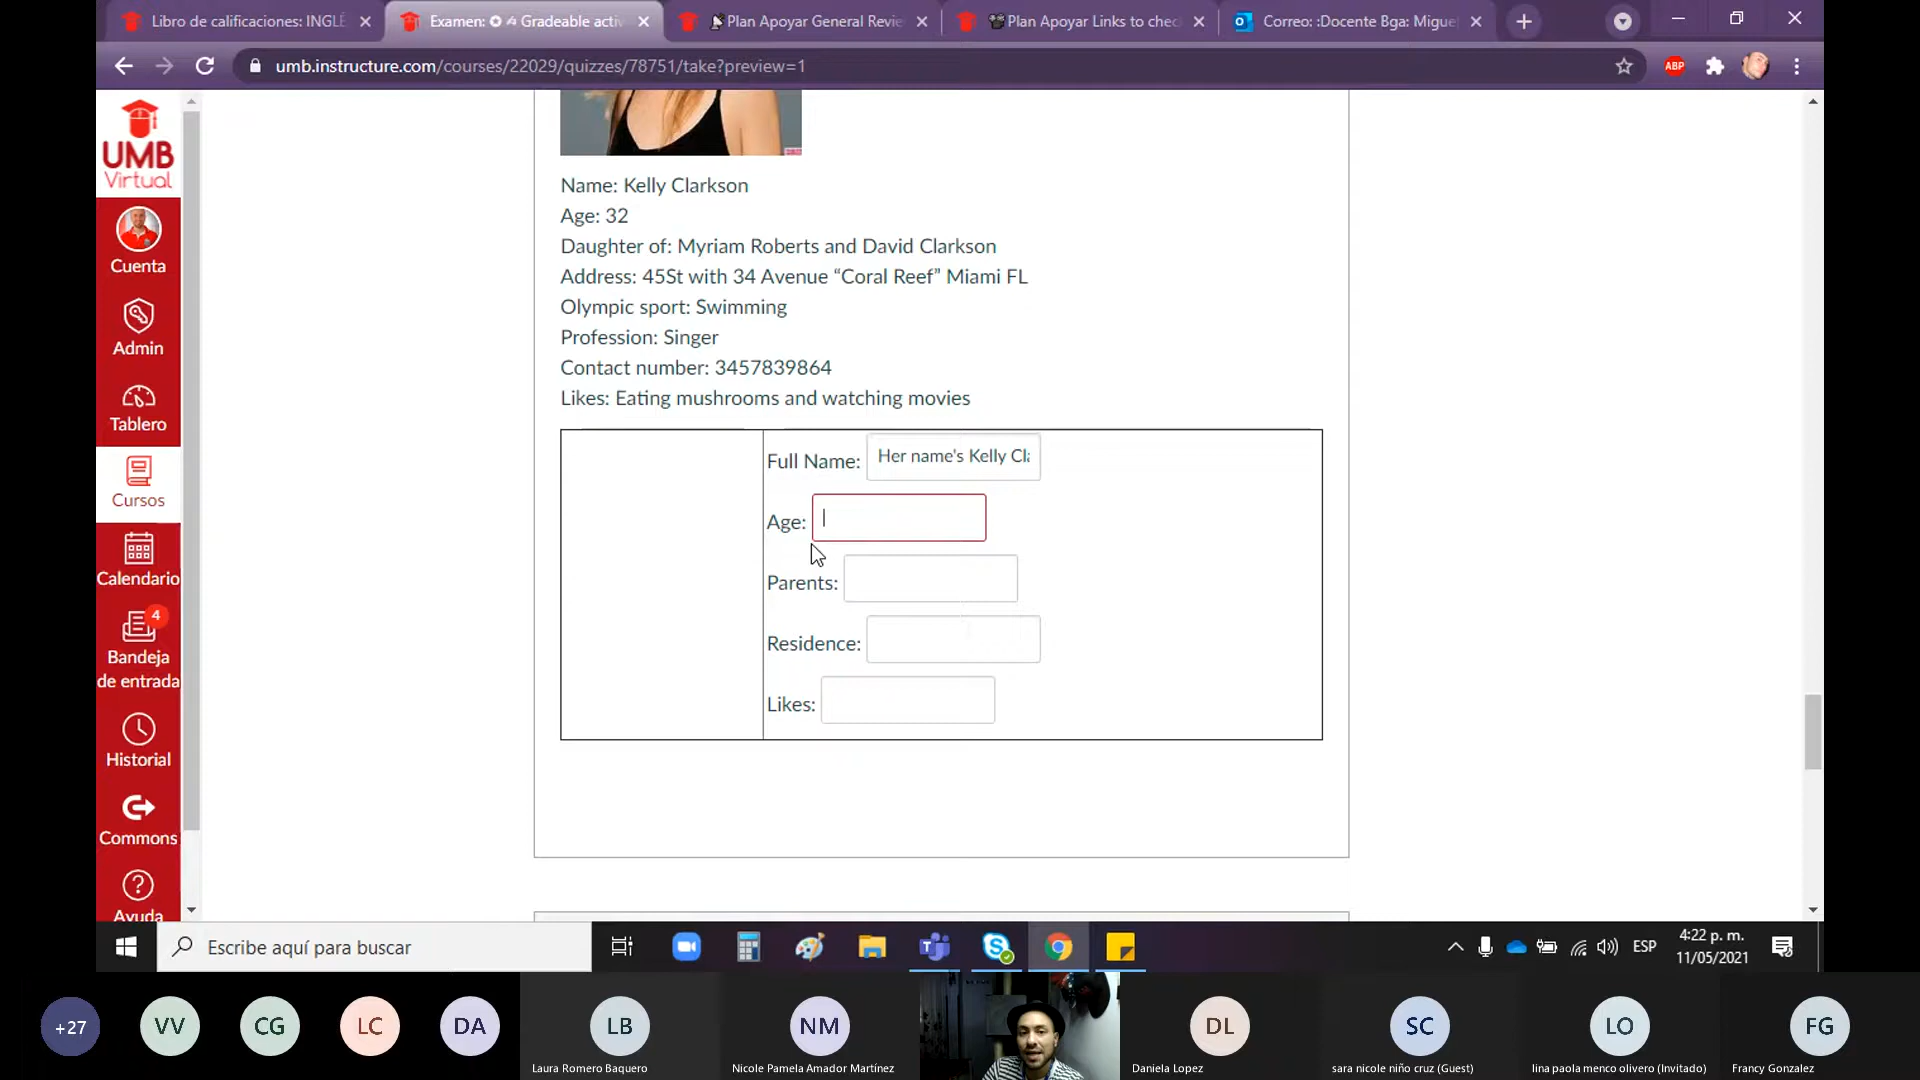 Libro de calificaciones: INGLÉ
Examen: ✪ Gradeable activ
Plan Apoyar General Revie
Plan Apoyar Links to chec
Correo: :Docente Bga: Migue
umb.instructure.com/courses/22029/quizzes/78751/take?preview=1
ABP
UMB
Virtual
Cuenta
Admin
Tablero
Cursos
Calendario
4
Bandeja
de entrada
Historial
Commons
Ayuda
Name: Kelly Clarkson
Age: 32
Daughter of: Myriam Roberts and David Clarkson
Address: 45St with 34 Avenue “Coral Reef” Miami FL
Olympic sport: Swimming
Profession: Singer
Contact number: 3457839864
Likes: Eating mushrooms and watching movies
Full Name: Her name's Kelly Cla
Age:
Parents:
Residence:
Likes:
Escribe aquí para buscar
ESP
4:22 p. m.
11/05/2021
+27
VV
CG
LC
DA
LB
NM
DL
SC
LO
FG
Laura Romero Baquero
Nicole Pamela Amador Martínez
Daniela Lopez
sara nicole niño cruz (Guest)
lina paola menco olivero (Invitado)
Francy Gonzalez